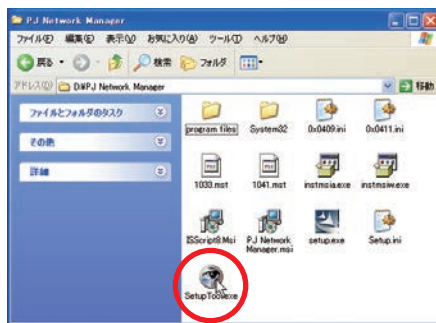 PJ Network Manager
ファイル(F) 編集(E) 表示(V) お気に入り(A) ツール(T) ヘルプ(H)
戻る 検索 フォルダ
アドレス(D) D:¥PJ Network Manager 移動
ファイルとフォルダのタスク
その他
詳細
program files System32 0x0409.ini 0x0411.ini
1033.mst 1041.mst instmsia.exe instmsiw.exe
ISScript8.Msi PJ Network Manager.msi setup.exe Setup.ini
SetupTool.exe